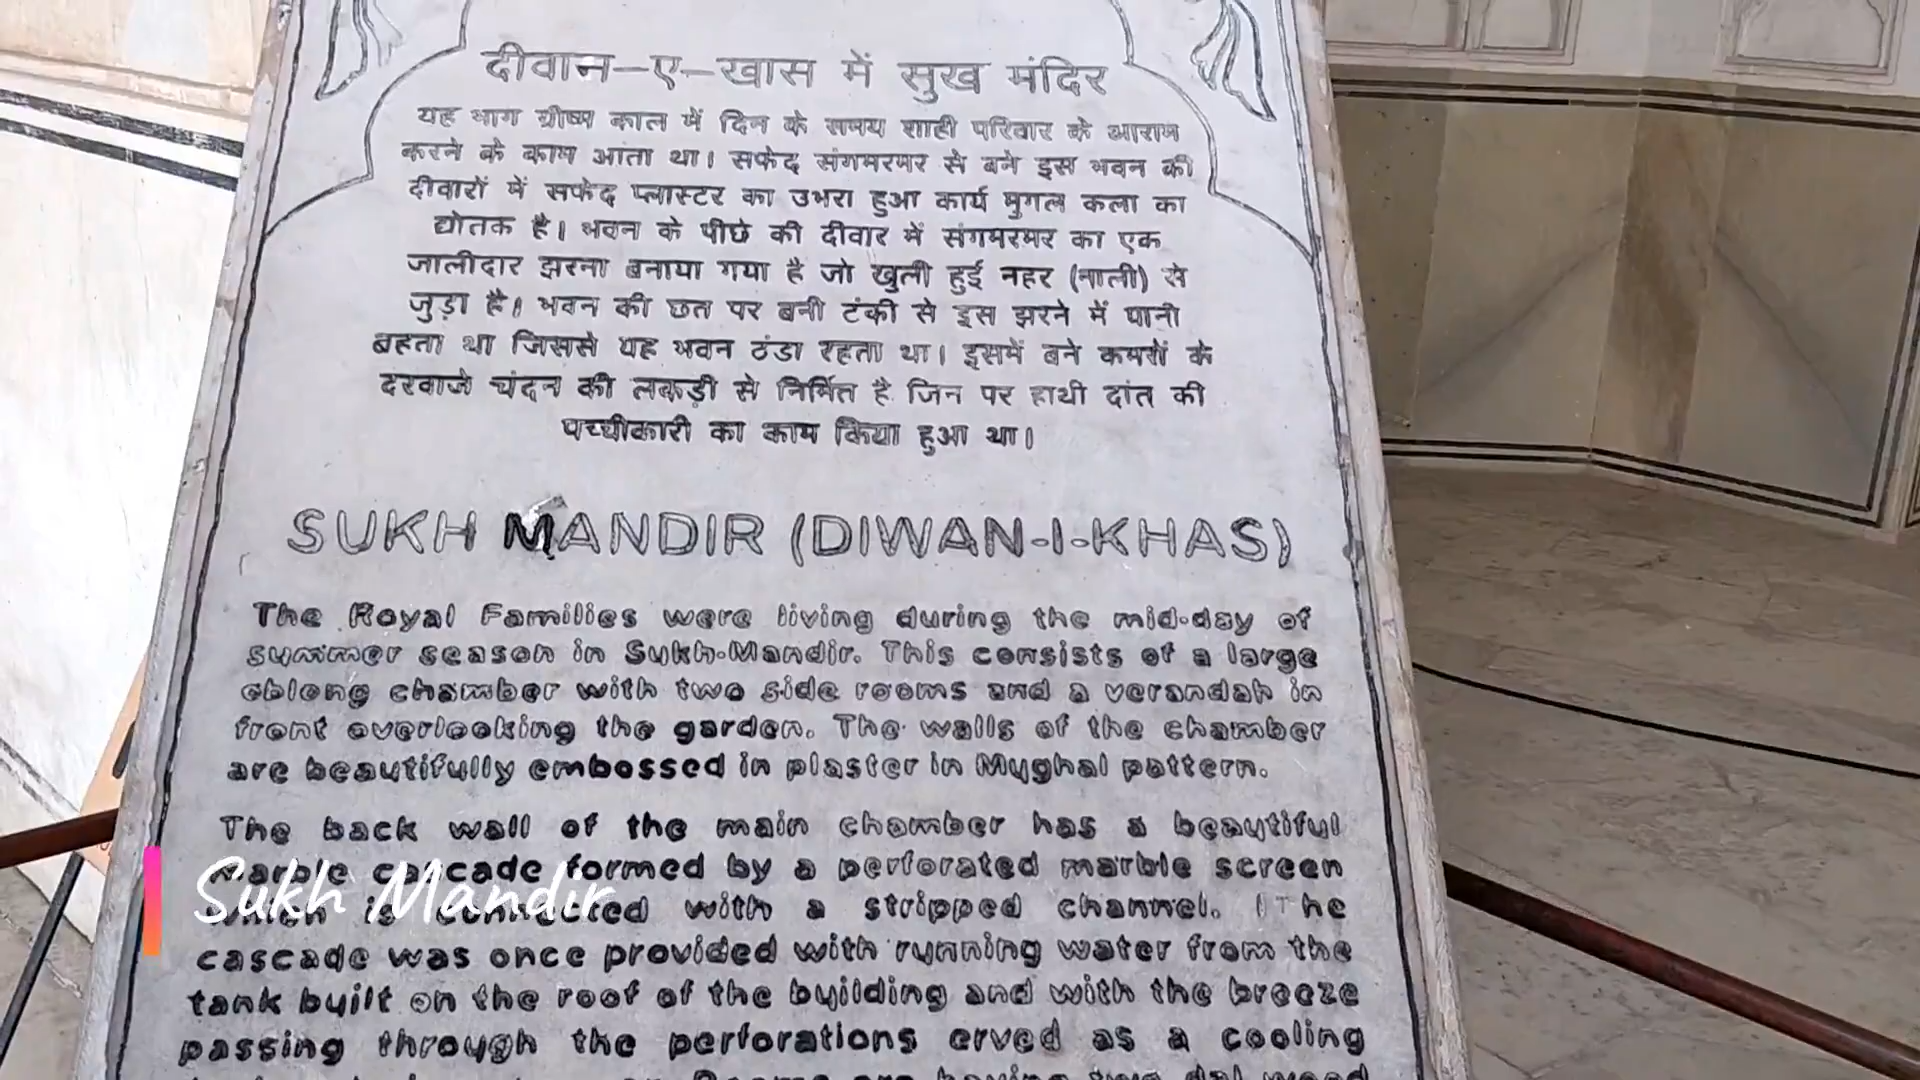 दीवान-ए-खास में सुख मंदिर
यह भाग ग्रीष्म काल में दिन के समय शाही परिवार के आराम
करने के काम आता था। सफेद संगमरमर से बने इस भवन की
दीवारों में सफेद प्लास्टर का उभरा हुआ कार्य मुगल कला का
द्योतक है। भवन के पीछे की दीवार में संगमरमर का एक
जालीदार झरना बनाया गया है जो खुली हुई नहर (नाली) से
जुड़ा है। भवन की छत पर बनी टंकी से इस झरने में पानी
बहता था जिससे यह भवन ठंडा रहता था। इसमें बने कमरों के
दरवाजे चंदन की लकड़ी से निर्मित है जिन पर हाथी दांत की
पच्चीकारी का काम किया हुआ था।
SUKH MANDIR (DIWAN-I-KHAS)
The Royal Families were living during the mid-day of
summer season in Sukh-Mandir. This consists of a large
oblong chamber with two side rooms and a verandah in
front overlooking the garden. The walls of the chamber
are beautifully embossed in plaster in Mughal pattern.
The back wall of the main chamber has a beautiful
marble cascade formed by a perforated marble screen
which is connected with a stripped channel. The
Sukh Mandir
cascade was once provided with running water from the
tank built on the roof of the building and with the breeze
passing through the perforations erved as a cooling